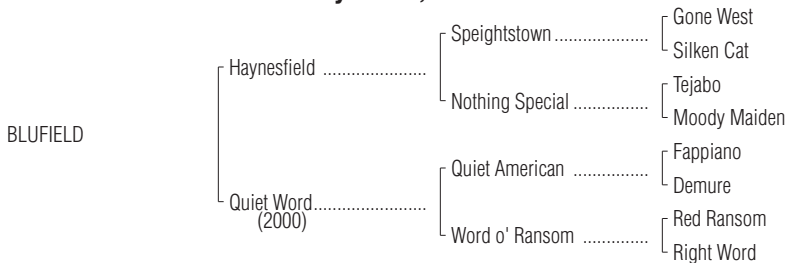 Gone West
Speightstown ....................
Silken Cat
Haynesfield ......................
Tejabo
Nothing Special ................
Moody Maiden
BLUFIELD
Fappiano
Quiet American ................
Demure
Quiet Word........................
(2000)
Red Ransom
Word o' Ransom ..............
Right Word